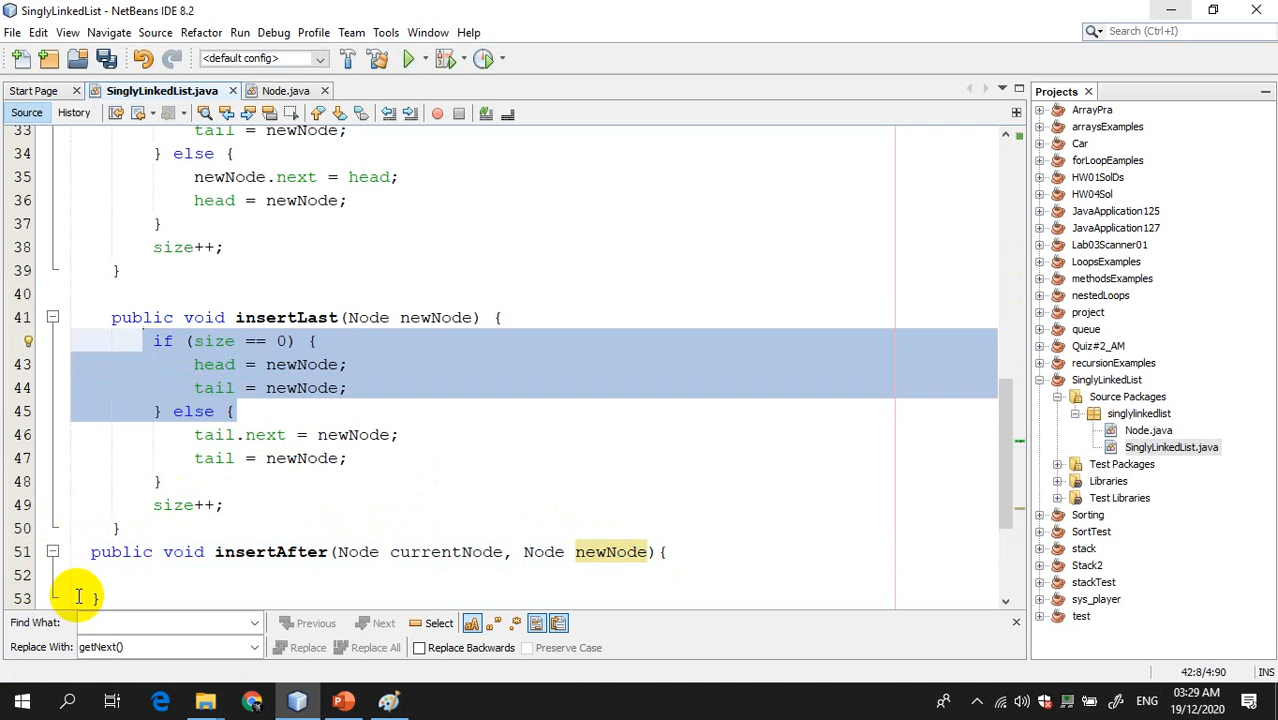 SinglyLinkedList - NetBeans IDE 8.2
File Edit View Navigate Source Refactor Run Debug Profile Team Tools Window Help
Search (Ctrl+I)
<default config>
Start Page SinglyLinkedList.java Node.java
Source History
33 tail = newNode;
34 } else {
35 newNode.next = head;
36 head = newNode;
37 }
38 size++;
39 }
40
41 public void insertLast(Node newNode) {
if (size == 0) {
43 head = newNode;
44 tail = newNode;
45 } else {
46 tail.next = newNode;
47 tail = newNode;
48 }
49 size++;
50 }
51 public void insertAfter(Node currentNode, Node newNode){
52
53 }
Projects
ArrayPra
arraysExamples
Car
forLoopEamples
HW01SolDs
HW04Sol
JavaApplication125
JavaApplication127
Lab03Scanner01
LoopsExamples
methodsExamples
nestedLoops
project
queue
Quiz#2_AM
recursionExamples
SinglyLinkedList
Source Packages
singlylinkedlist
Node.java
SinglyLinkedList.java
Test Packages
Libraries
Test Libraries
Sorting
SortTest
stack
Stack2
stackTest
sys_player
test
Find What: Previous Next Select
Replace With: getNext() Replace Replace All Replace Backwards Preserve Case
42:8/4:90 INS
ENG 03:29 AM
19/12/2020